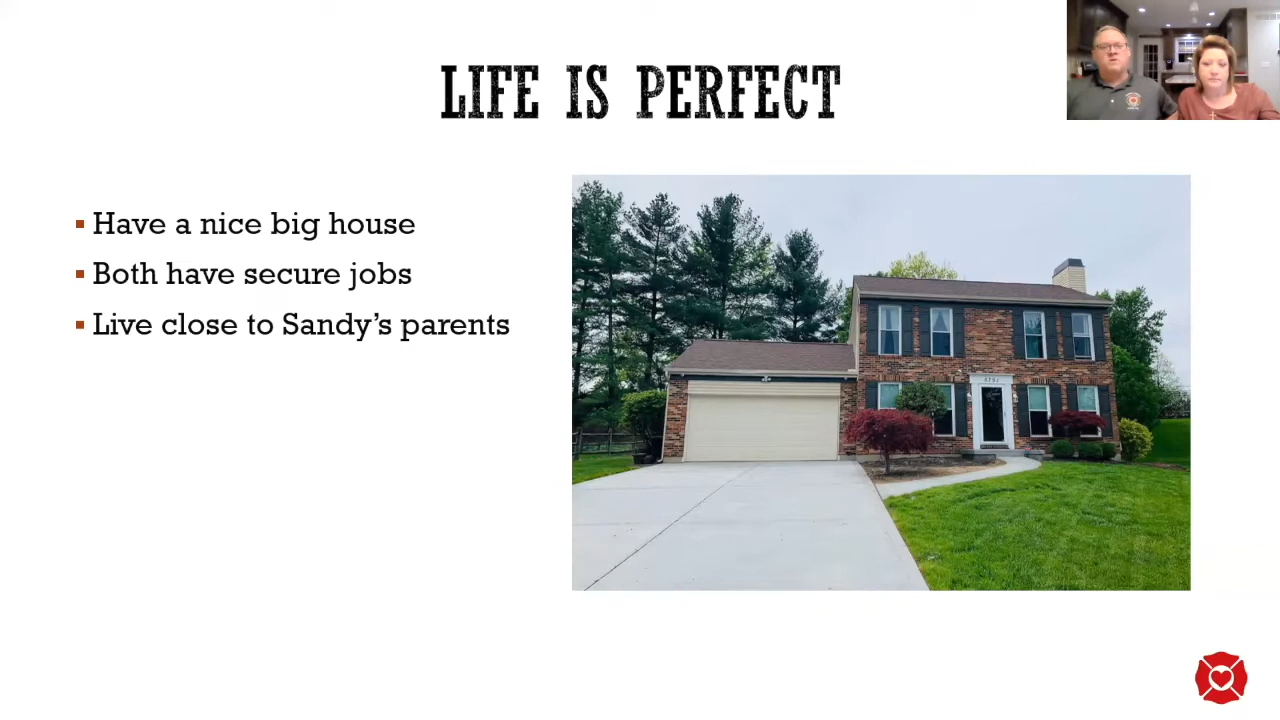 LIFE IS PERFECT
▪ Have a nice big house
▪ Both have secure jobs
▪ Live close to Sandy’s parents